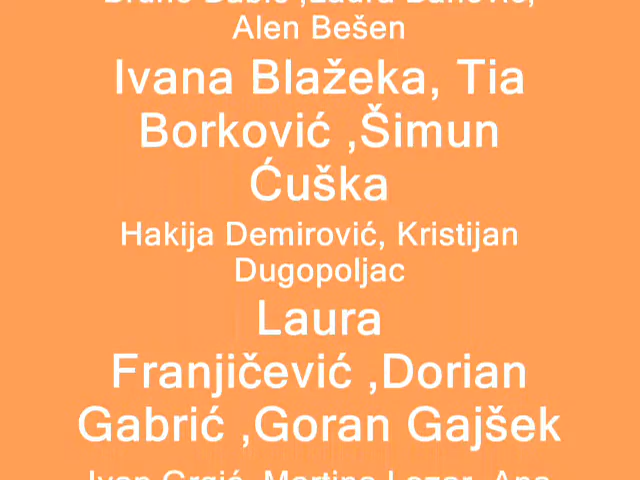 Alen Bešen
Ivana Blažeka, Tia
Borković ,Šimun
Ćuška
Hakija Demirović, Kristijan
Dugopoljac
Laura
Franjičević ,Dorian
Gabrić ,Goran Gajšek